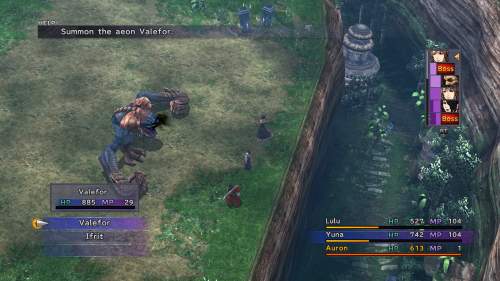 HELP
Summon the aeon Valefor.
Boss
Boss
Valefor
HP 885 MP 29
Valefor
Ifrit
Lulu HP 527 MP 104
Yuna HP 742 MP 104
Auron HP 613 MP 1